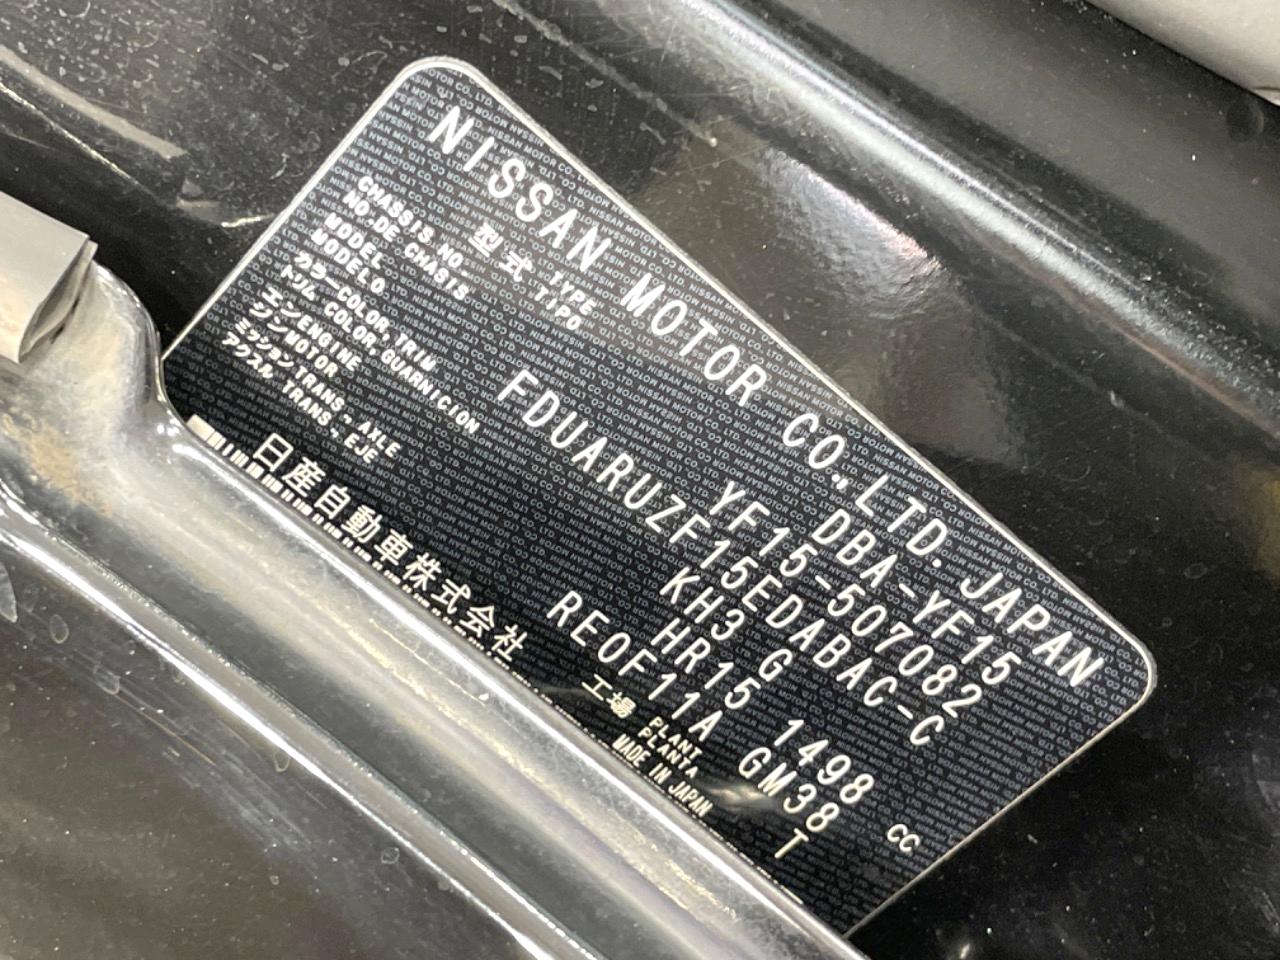 NISSAN MOTOR CO.,LTD. JAPAN
型式 TYPE TIPO DBA-YF15
CHASSIS NO. NO.DE CHASIS YF15-507082
MODEL MODELO FDUARUZF15EDABAC-C
カラー トリム COLOR,TRIM COLOR,GUARNICION KH3 G
エンジン ENGINE MOTOR HR15 1498 cc
ミッション アクスル TRANS. AXLE TRANS. EJE RE0F11A GM38
工場 PLANT PLANTA T
日産自動車株式会社 MADE IN JAPAN